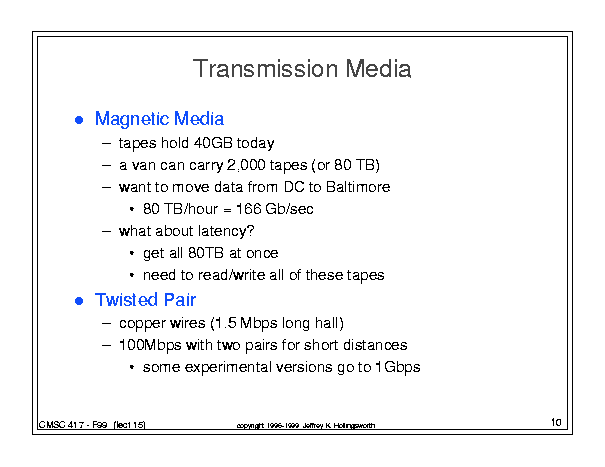 Transmission Media
● Magnetic Media
– tapes hold 40GB today
– a van can carry 2,000 tapes (or 80 TB)
– want to move data from DC to Baltimore
• 80 TB/hour = 166 Gb/sec
– what about latency?
• get all 80TB at once
• need to read/write all of these tapes
● Twisted Pair
– copper wires (1.5 Mbps long hall)
– 100Mbps with two pairs for short distances
• some experimental versions go to 1Gbps
CMSC 417 - F99 (lect 15)
copyright 1996-1999 Jeffrey K. Hollingsworth
10